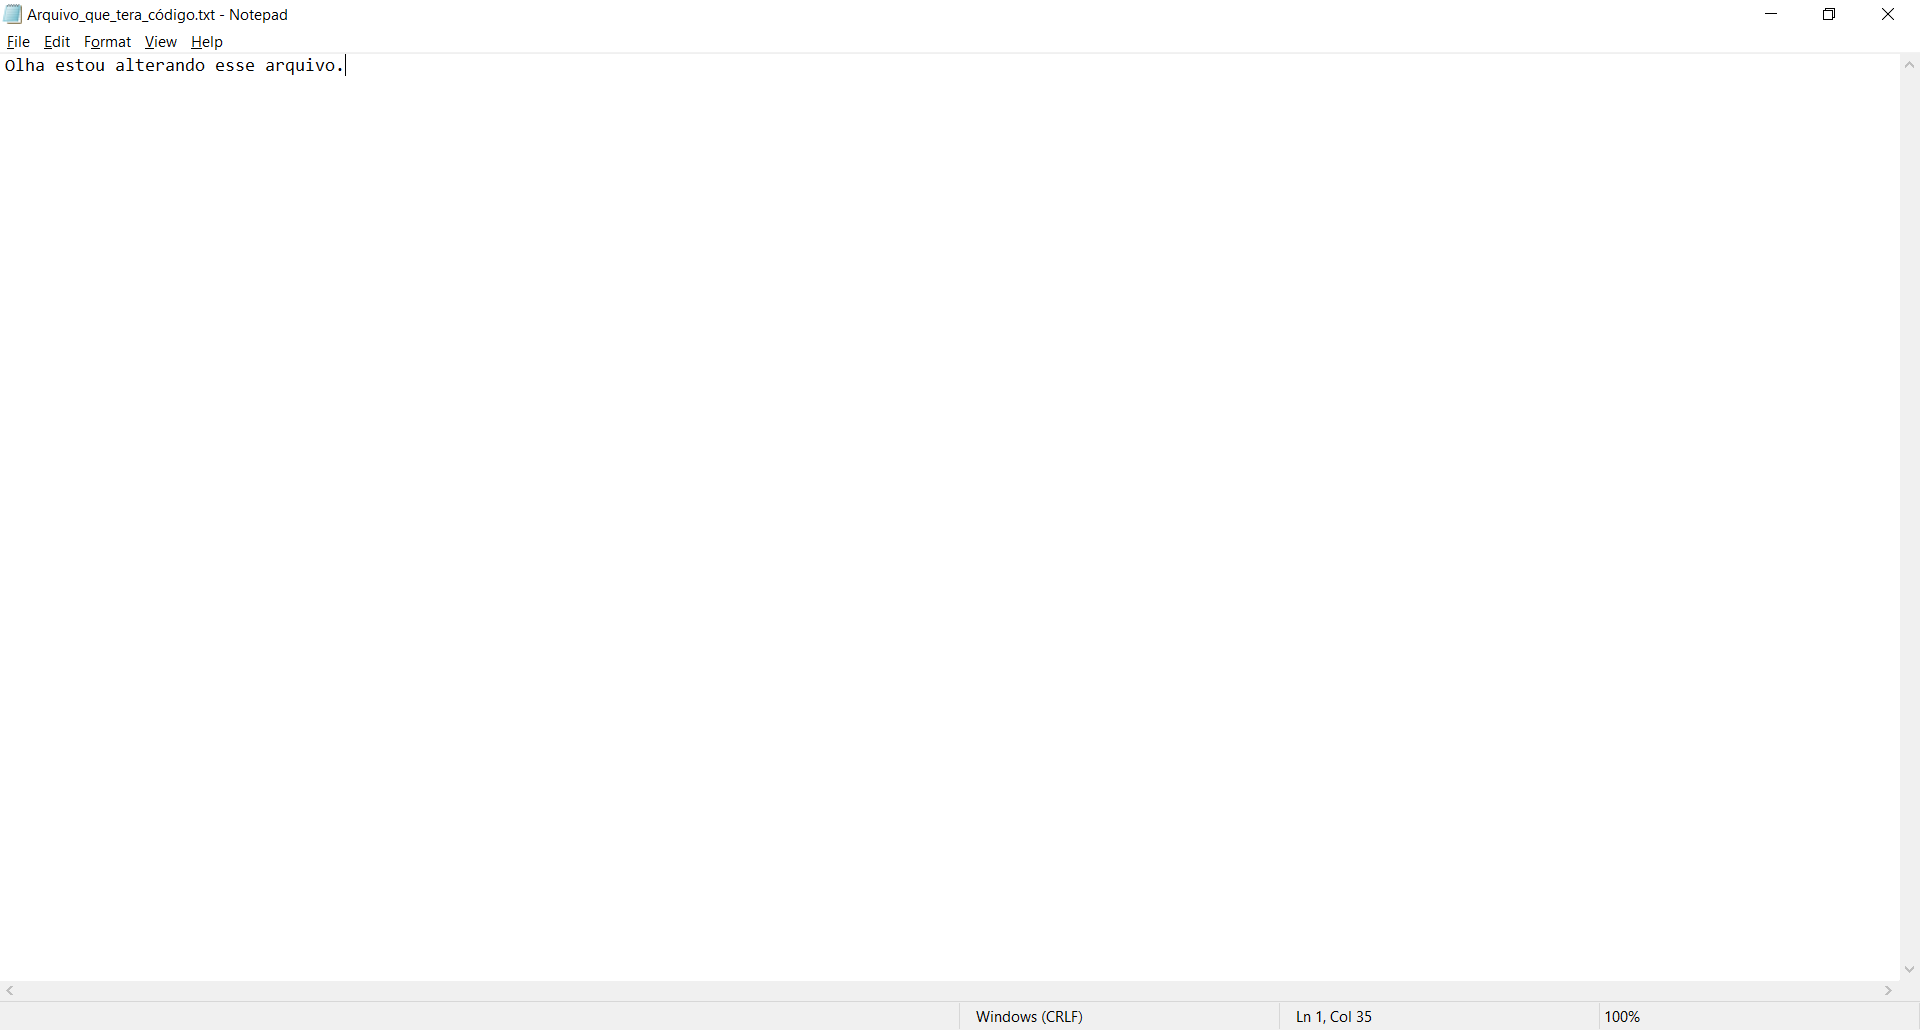 Arquivo_que_tera_código.txt - Notepad
File Edit Format View Help
Olha estou alterando esse arquivo.
Windows (CRLF) Ln 1, Col 35 100%